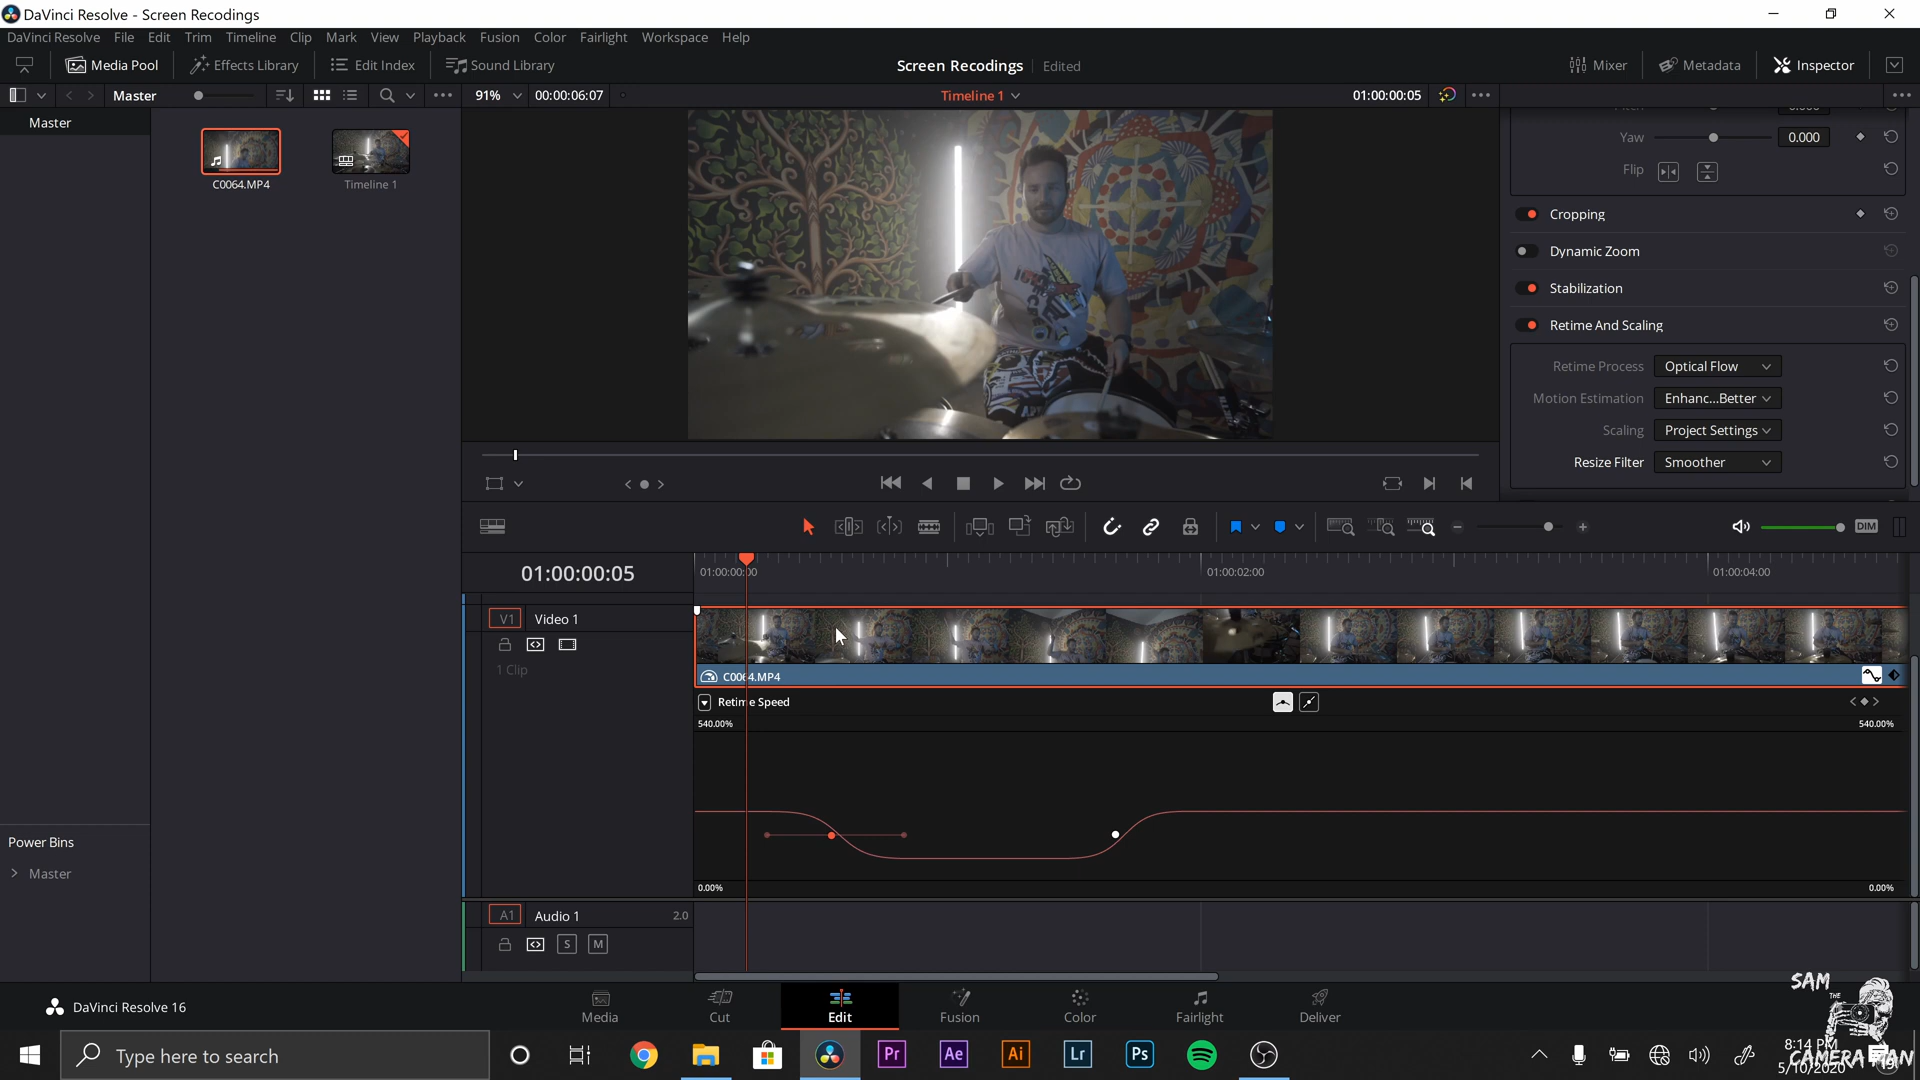 DaVinci Resolve - Screen Recodings
DaVinci Resolve File Edit Trim Timeline Clip Mark View Playback Fusion Color Fairlight Workspace Help
Media Pool Effects Library Edit Index Sound Library Screen Recodings Edited Mixer Metadata Inspector
Master 91% 00:00:06:07 Timeline 1 01:00:00:05
Master
C0064.MP4 Timeline 1
Yaw 0.000
Flip
Cropping
Dynamic Zoom
Stabilization
Retime And Scaling
Retime Process Optical Flow
Motion Estimation Enhanc...Better
Scaling Project Settings
Resize Filter Smoother
DIM
01:00:00:05 01:00:00:00 01:00:02:00 01:00:04:00
V1 Video 1
1 Clip
C0064.MP4
Retime Speed
540.00% 540.00%
0.00% 0.00%
A1 Audio 1 2.0
S M
Power Bins
Master
DaVinci Resolve 16 Media Cut Edit Fusion Color Fairlight Deliver
SAM
THE
CAMERA MAN
Type here to search Pr Ae Ai Lr Ps
8:14 PM
5/10/2020